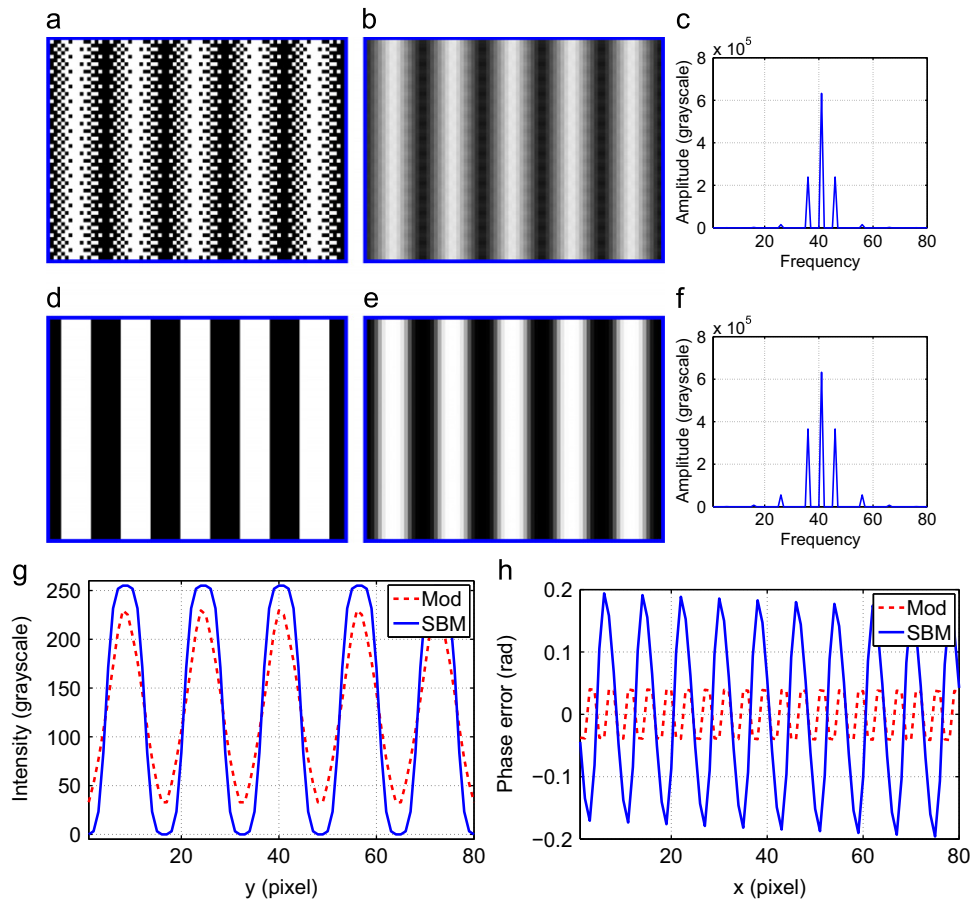 a
b
c
x 10^5
8
6
4
2
0
20 40 60 80
Amplitude (grayscale)
Frequency
d
e
f
x 10^5
8
6
4
2
0
20 40 60 80
Amplitude (grayscale)
Frequency
g
250
200
150
100
50
0
20 40 60 80
Intensity (grayscale)
y (pixel)
Mod
SBM
h
0.2
0.1
0
−0.1
−0.2
20 40 60 80
Phase error (rad)
x (pixel)
Mod
SBM